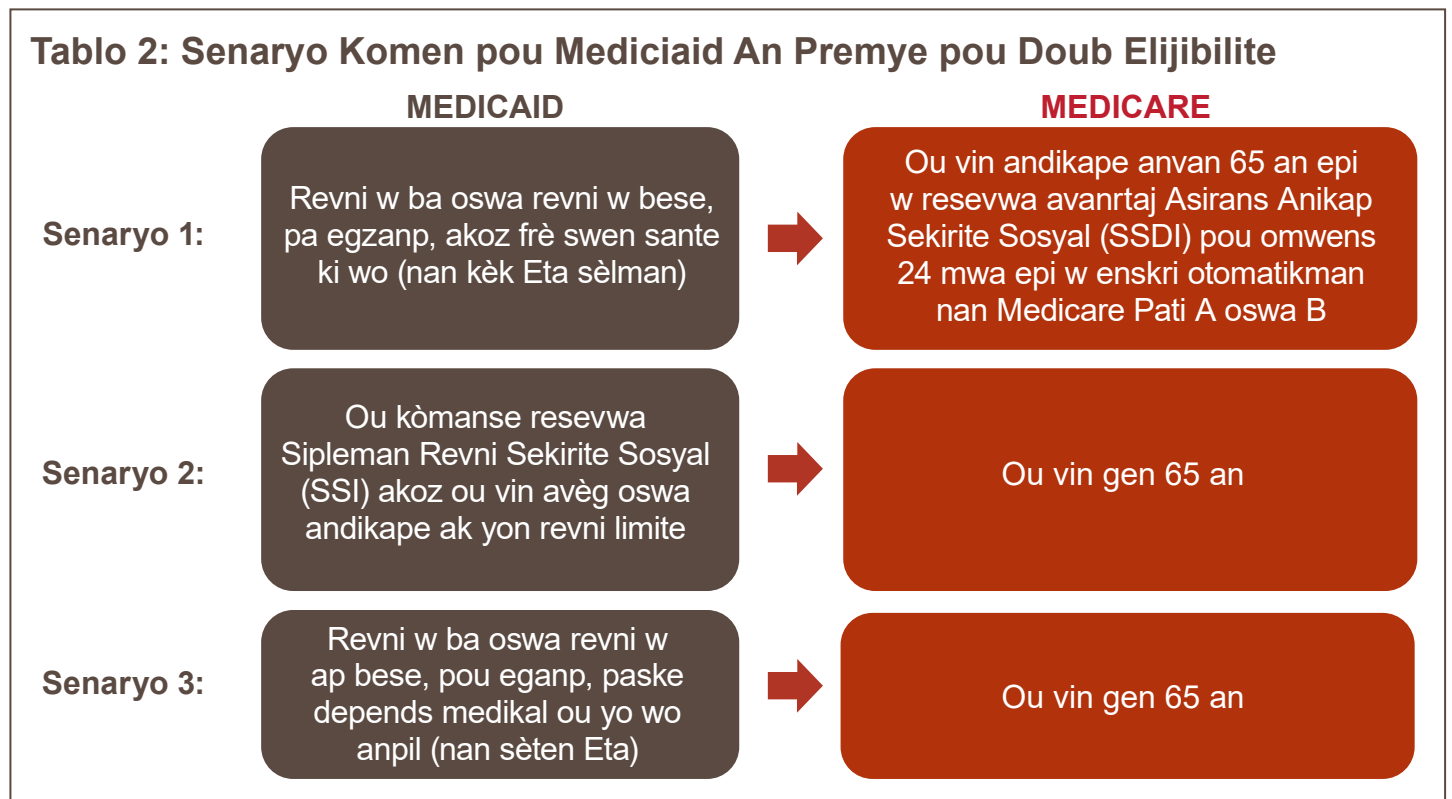 Tablo 2: Senaryo Komen pou Mediciaid An Premye pou Doub Elijibilite
MEDICAID
MEDICARE
Senaryo 1:
Revni w ba oswa revni w bese,
pa egzanp, akoz frè swen sante
ki wo (nan kèk Eta sèlman)
Ou vin andikape anvan 65 an epi
w resevwa avanrtaj Asirans Anikap
Sekirite Sosyal (SSDI) pou omwens
24 mwa epi w enskri otomatikman
nan Medicare Pati A oswa B
Senaryo 2:
Ou kòmanse resevwa
Sipleman Revni Sekirite Sosyal
(SSI) akoz ou vin avèg oswa
andikape ak yon revni limite
Ou vin gen 65 an
Senaryo 3:
Revni w ba oswa revni w
ap bese, pou eganp, paske
depends medikal ou yo wo
anpil (nan sèten Eta)
Ou vin gen 65 an